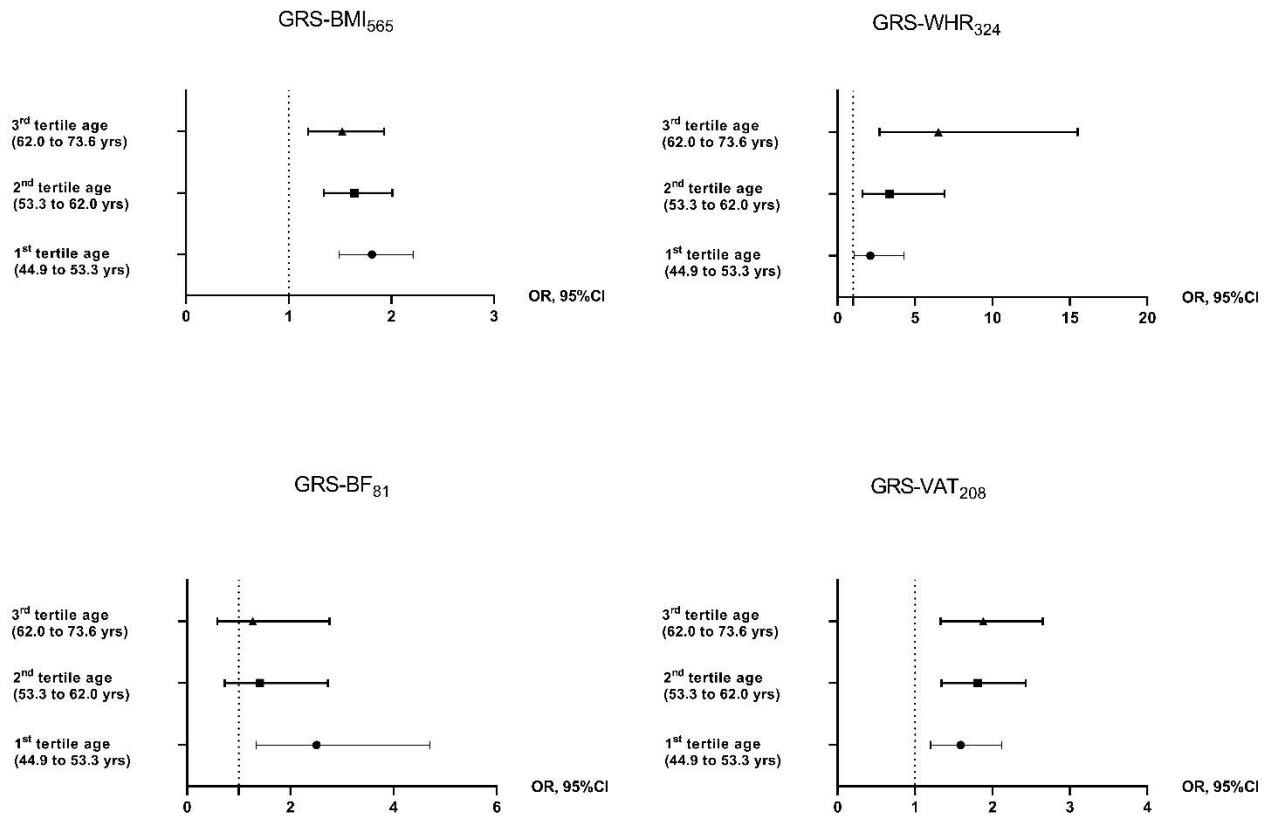 GRS-BMI565
3rd tertile age
(62.0 to 73.6 yrs)
2nd tertile age
(53.3 to 62.0 yrs)
1st tertile age
(44.9 to 53.3 yrs)
OR, 95%CI
0 1 2 3
GRS-WHR324
3rd tertile age
(62.0 to 73.6 yrs)
2nd tertile age
(53.3 to 62.0 yrs)
1st tertile age
(44.9 to 53.3 yrs)
OR, 95%CI
0 5 10 15 20
GRS-BF81
3rd tertile age
(62.0 to 73.6 yrs)
2nd tertile age
(53.3 to 62.0 yrs)
1st tertile age
(44.9 to 53.3 yrs)
OR, 95%CI
0 2 4 6
GRS-VAT208
3rd tertile age
(62.0 to 73.6 yrs)
2nd tertile age
(53.3 to 62.0 yrs)
1st tertile age
(44.9 to 53.3 yrs)
OR, 95%CI
0 1 2 3 4